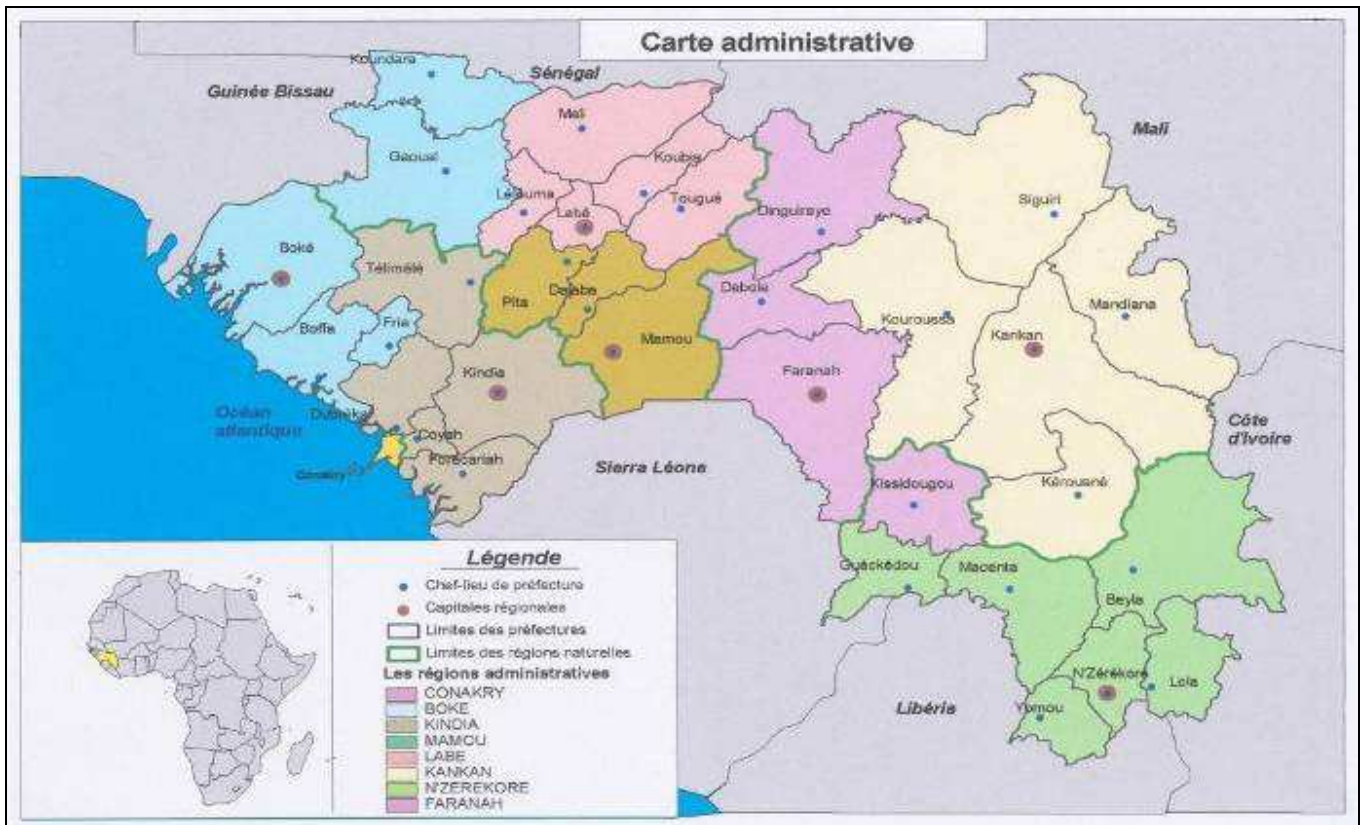 Carte administrative
Koundara
Sénégal
Guinée Bissau
Mali
Mali
Gaoual
Koubia
Lélouma
Tougué
Labé
Dinguiraye
Siguiri
Boké
Télimélé
Pita
Dalaba
Dabola
Mandiana
Boffa
Fria
Kouroussa
Kankan
Mamou
Kindia
Faranah
Océan
atlantique
Dubréka
Coyah
Conakry
Forécariah
Sierra Léone
Côte
d'Ivoire
Kissidougou
Kérouané
Guéckédou
Macenta
Beyla
N'Zérékoré
Lola
Yomou
Libéria
Légende
Chef-lieu de préfecture
Capitales régionales
Limites des préfectures
Limites des régions naturelles
Les régions administratives
CONAKRY
BOKE
KINDIA
MAMOU
LABE
KANKAN
N'ZEREKORE
FARANAH